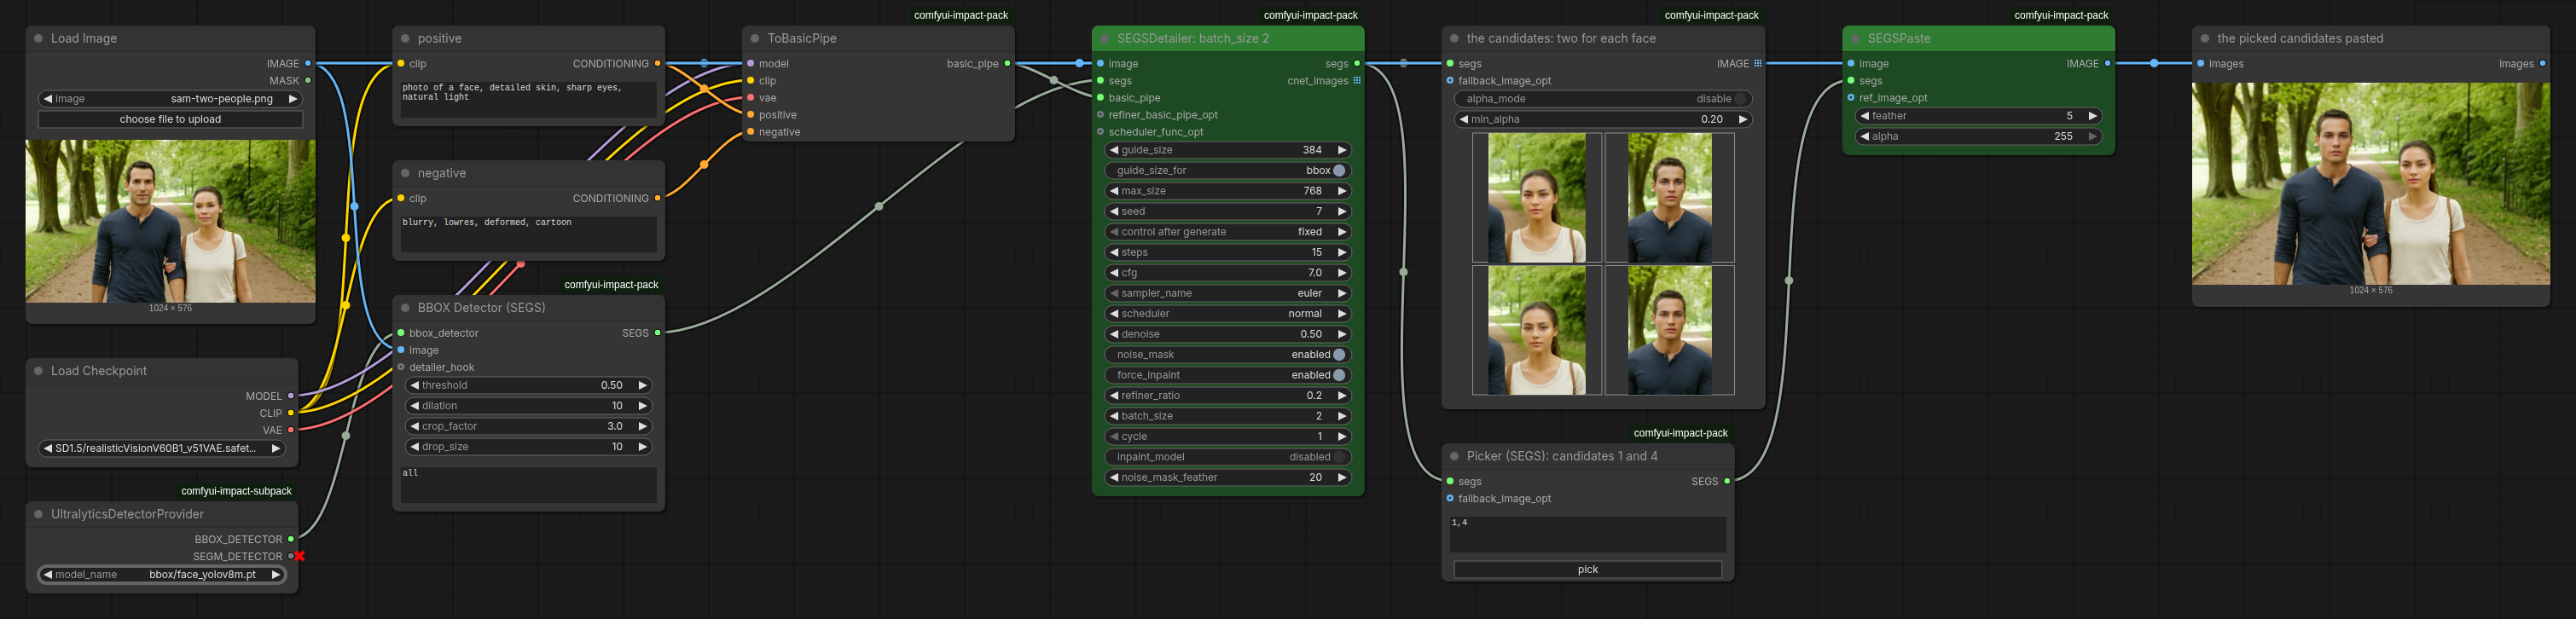 Load Image
IMAGE
MASK
image sam-two-people.png
choose file to upload
1024 × 576
Load Checkpoint
MODEL
CLIP
VAE
SD1.5/realisticVisionV60B1_v51VAE.safet...
comfyui-impact-subpack
UltralyticsDetectorProvider
BBOX_DETECTOR
SEGM_DETECTOR
model_name bbox/face_yolov8m.pt
positive
clip CONDITIONING
photo of a face, detailed skin, sharp eyes,
natural light
negative
clip CONDITIONING
blurry, lowres, deformed, cartoon
comfyui-impact-pack
BBOX Detector (SEGS)
bbox_detector SEGS
image
detailer_hook
threshold 0.50
dilation 10
crop_factor 3.0
drop_size 10
all
comfyui-impact-pack
ToBasicPipe
model basic_pipe
clip
vae
positive
negative
comfyui-impact-pack
SEGSDetailer: batch_size 2
image segs
segs cnet_images
basic_pipe
refiner_basic_pipe_opt
scheduler_func_opt
guide_size 384
guide_size_for bbox
max_size 768
seed 7
control after generate fixed
steps 15
cfg 7.0
sampler_name euler
scheduler normal
denoise 0.50
noise_mask enabled
force_inpaint enabled
refiner_ratio 0.2
batch_size 2
cycle 1
inpaint_model disabled
noise_mask_feather 20
comfyui-impact-pack
the candidates: two for each face
segs IMAGE
fallback_image_opt
alpha_mode disable
min_alpha 0.20
comfyui-impact-pack
Picker (SEGS): candidates 1 and 4
segs SEGS
fallback_image_opt
1,4
pick
comfyui-impact-pack
SEGSPaste
image IMAGE
segs
ref_image_opt
feather 5
alpha 255
the picked candidates pasted
images images
1024 × 576